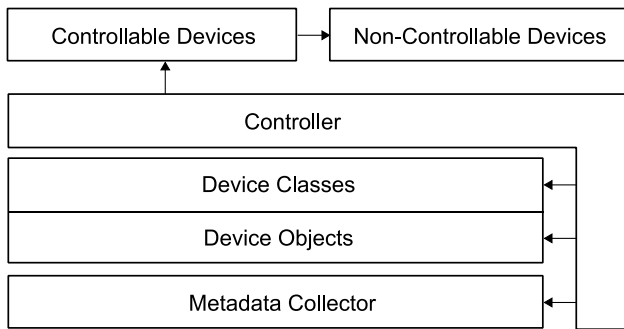 Controllable Devices
Non-Controllable Devices
Controller
Device Classes
Device Objects
Metadata Collector